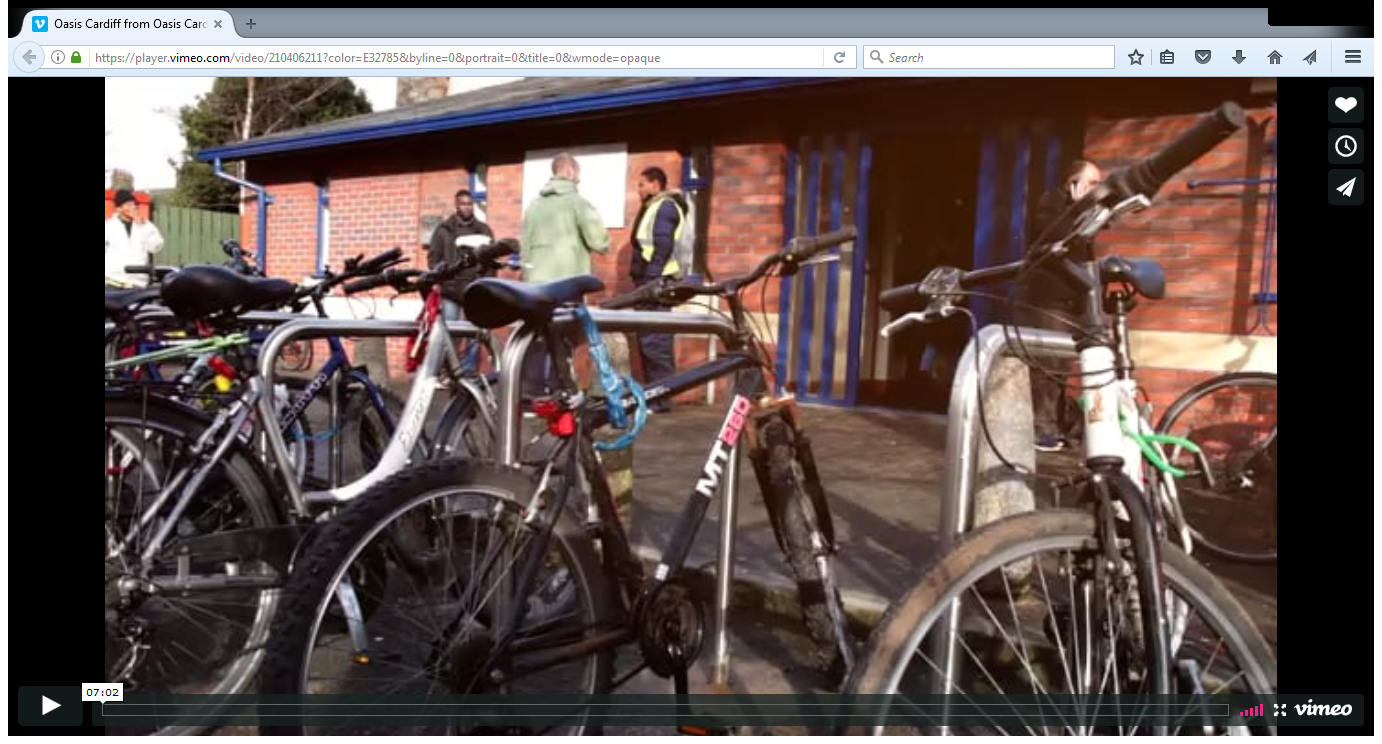 Oasis Cardiff from Oasis Card
https://player.vimeo.com/video/210406211?color=E32785&byline=0&portrait=0&title=0&wmode=opaque
Search
MT280
07:02
vimeo